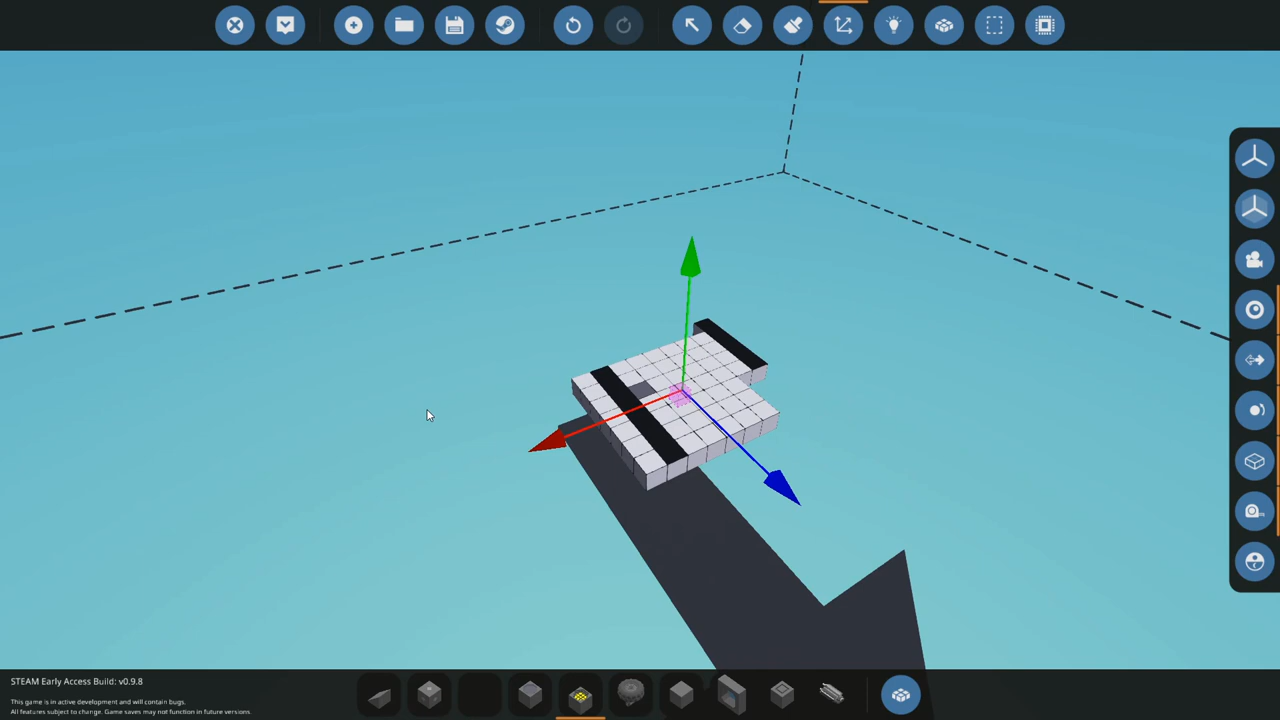 STEAM Early Access Build: v0.9.8
This game is in active development and will contain bugs.
All features subject to change. Game saves may not function in future versions.